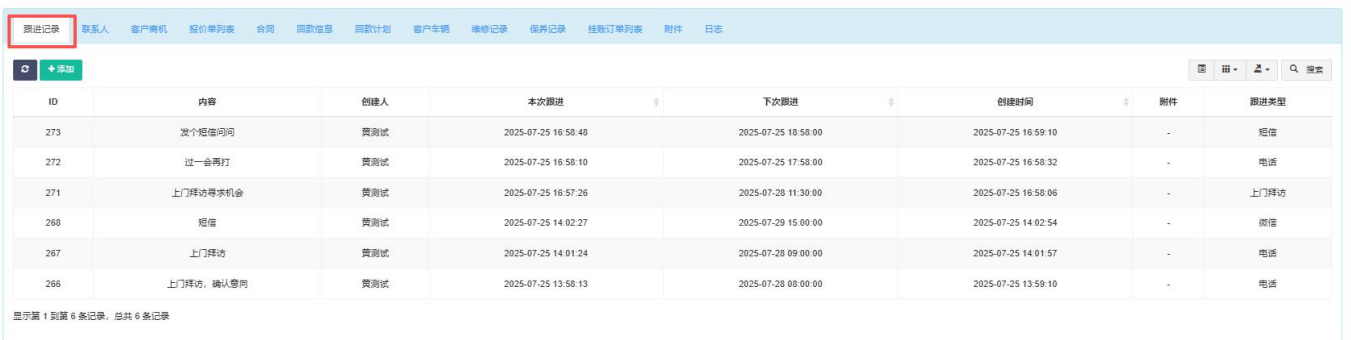 跟进记录 联系人 客户商机 报价单列表 合同 回款信息 回款计划 客户车辆 维修记录 保养记录 挂账订单列表 附件 日志
+添加 搜索
ID 内容 创建人 本次跟进 下次跟进 创建时间 附件 跟进类型
273 发个短信问问 黄测试 2025-07-25 16:58:48 2025-07-25 18:58:00 2025-07-25 16:59:10 - 短信
272 过一会再打 黄测试 2025-07-25 16:58:10 2025-07-25 17:58:00 2025-07-25 16:58:32 - 电话
271 上门拜访寻求机会 黄测试 2025-07-25 16:57:26 2025-07-28 11:30:00 2025-07-25 16:58:06 - 上门拜访
268 短信 黄测试 2025-07-25 14:02:27 2025-07-29 15:00:00 2025-07-25 14:02:54 - 微信
267 上门拜访 黄测试 2025-07-25 14:01:24 2025-07-28 09:00:00 2025-07-25 14:01:57 - 电话
266 上门拜访，确认意向 黄测试 2025-07-25 13:58:13 2025-07-28 08:00:00 2025-07-25 13:59:10 - 电话
显示第 1 到第 6 条记录，总共 6 条记录